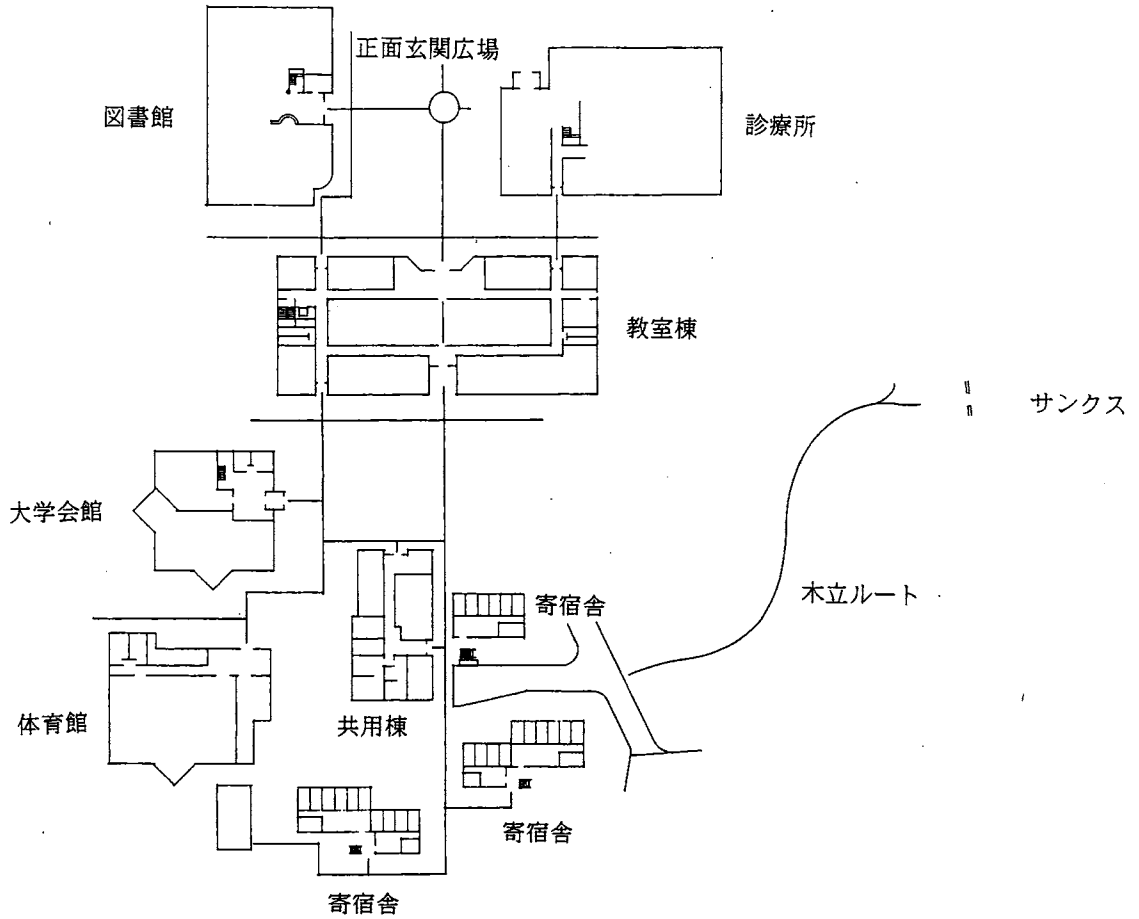 正面玄関広場
図書館
診療所
教室棟
サンクス
大学会館
木立ルート
寄宿舎
体育館
共用棟
寄宿舎
寄宿舎